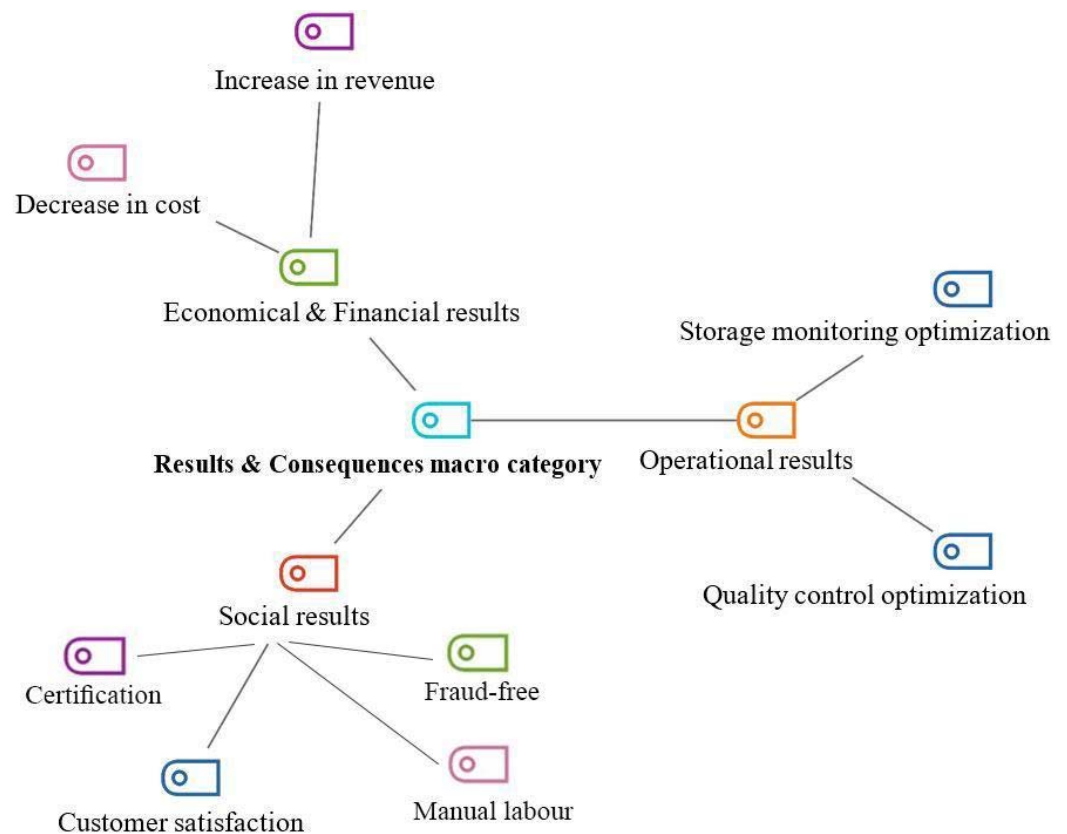 Increase in revenue
Decrease in cost
Economical & Financial results
Storage monitoring optimization
Results & Consequences macro category
Operational results
Quality control optimization
Social results
Certification
Fraud-free
Customer satisfaction
Manual labour